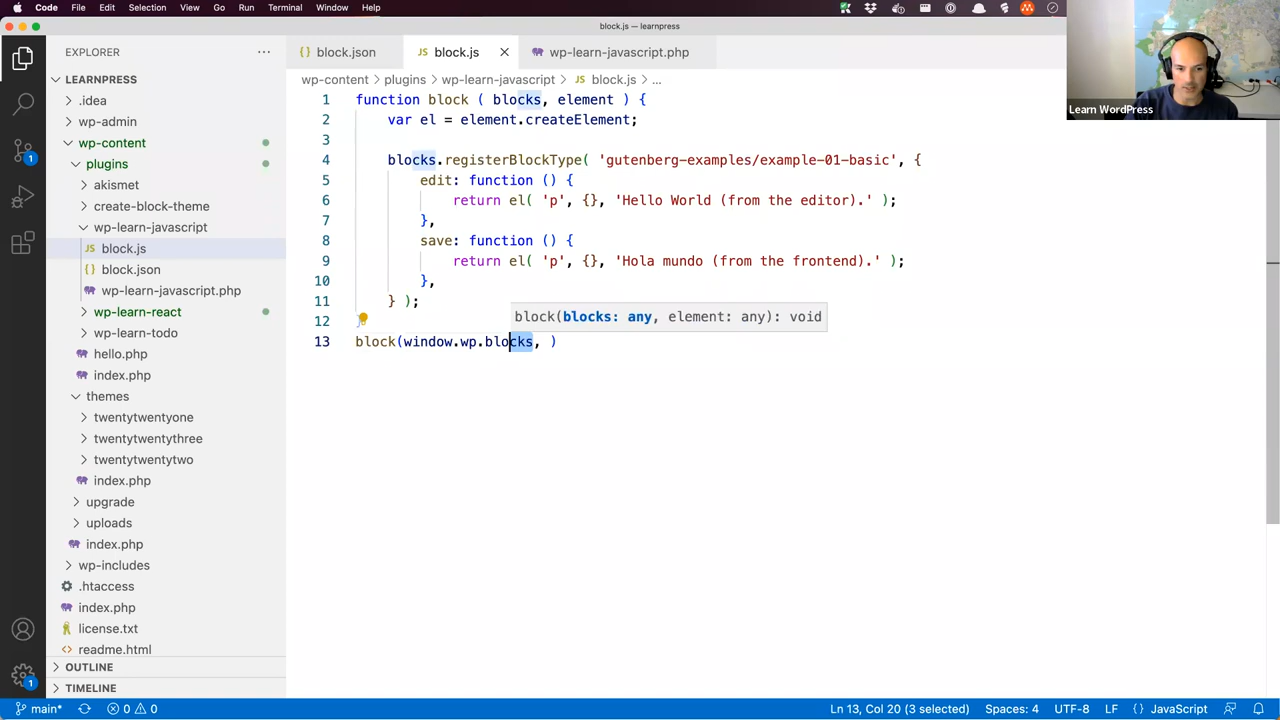 Code File Edit Selection View Go Run Terminal Window Help
block.js — learnpress
EXPLORER
block.json
block.js
wp-learn-javascript.php
LEARNPRESS
wp-content > plugins > wp-learn-javascript > block.js > ...
.idea
wp-admin
wp-content
plugins
akismet
create-block-theme
wp-learn-javascript
block.js
block.json
wp-learn-javascript.php
wp-learn-react
wp-learn-todo
hello.php
index.php
themes
twentytwentyone
twentytwentythree
twentytwentytwo
index.php
upgrade
uploads
index.php
wp-includes
.htaccess
index.php
license.txt
readme.html
OUTLINE
TIMELINE
1 function block ( blocks, element ) {
2 var el = element.createElement;
3
4 blocks.registerBlockType( 'gutenberg-examples/example-01-basic', {
5 edit: function () {
6 return el( 'p', {}, 'Hello World (from the editor).' );
7 },
8 save: function () {
9 return el( 'p', {}, 'Hola mundo (from the frontend).' );
10 },
11 } );
12 }
block(blocks: any, element: any): void
13 block(window.wp.blocks, )
Learn WordPress
1
1
main* 0 0 Ln 13, Col 20 (3 selected) Spaces: 4 UTF-8 LF {} JavaScript